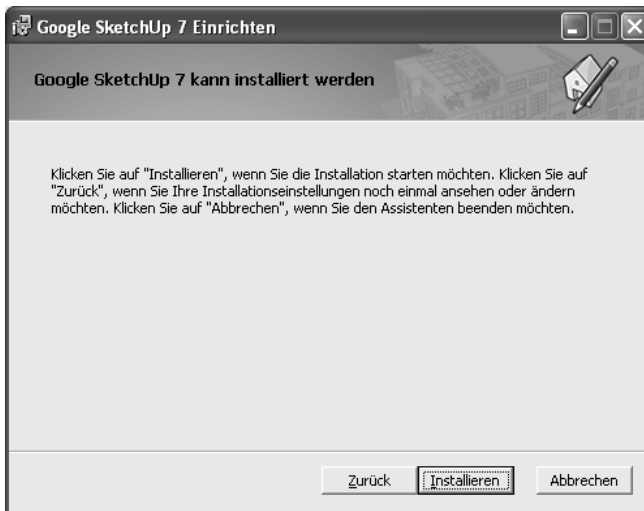 Google SketchUp 7 Einrichten
Google SketchUp 7 kann installiert werden
Klicken Sie auf "Installieren", wenn Sie die Installation starten möchten. Klicken Sie auf
"Zurück", wenn Sie Ihre Installationseinstellungen noch einmal ansehen oder ändern
möchten. Klicken Sie auf "Abbrechen", wenn Sie den Assistenten beenden möchten.
Zurück Installieren Abbrechen